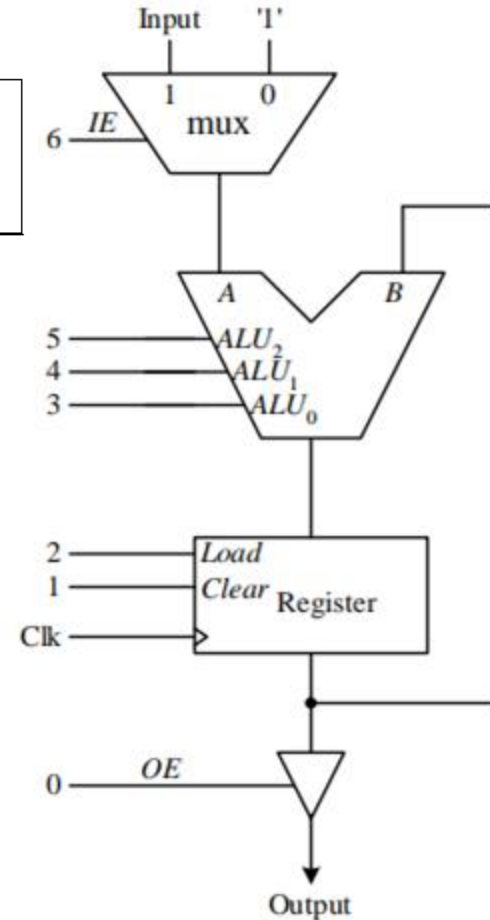 Input '1'
1 0
mux
6 IE
A B
5 ALU₂
4 ALU₁
3 ALU₀
2 Load
1 Clear
Register
Clk
0 OE
Output